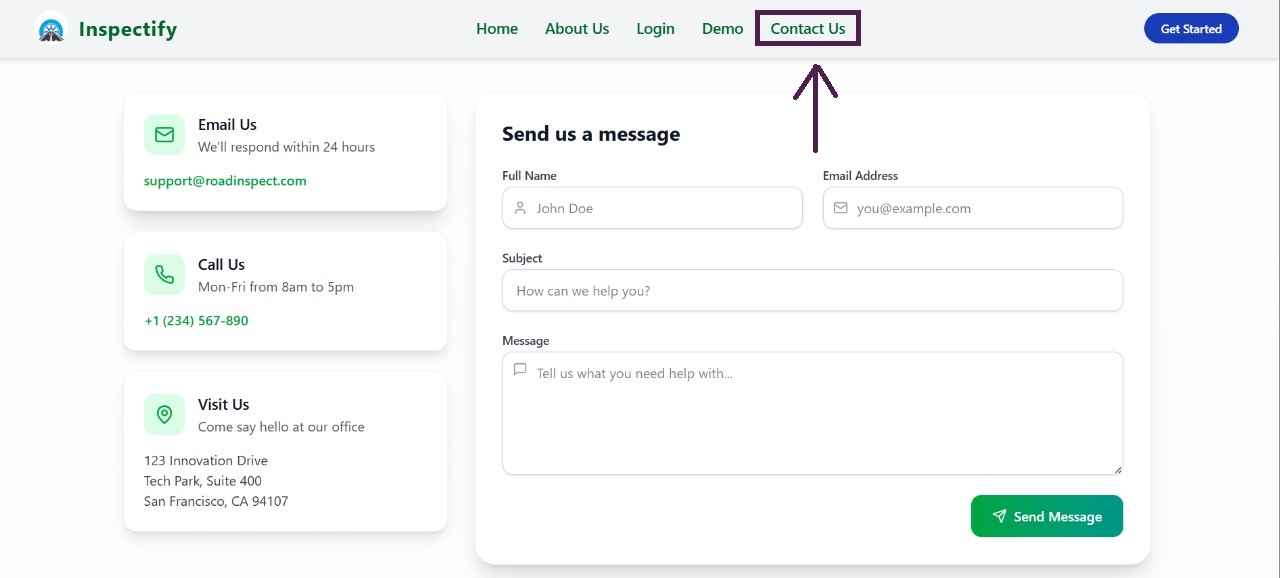 Inspectify
Home About Us Login Demo Contact Us
Get Started
Email Us
We'll respond within 24 hours
support@roadinspect.com
Call Us
Mon-Fri from 8am to 5pm
+1 (234) 567-890
Visit Us
Come say hello at our office
123 Innovation Drive
Tech Park, Suite 400
San Francisco, CA 94107
Send us a message
Full Name
John Doe
Email Address
you@example.com
Subject
How can we help you?
Message
Tell us what you need help with...
Send Message